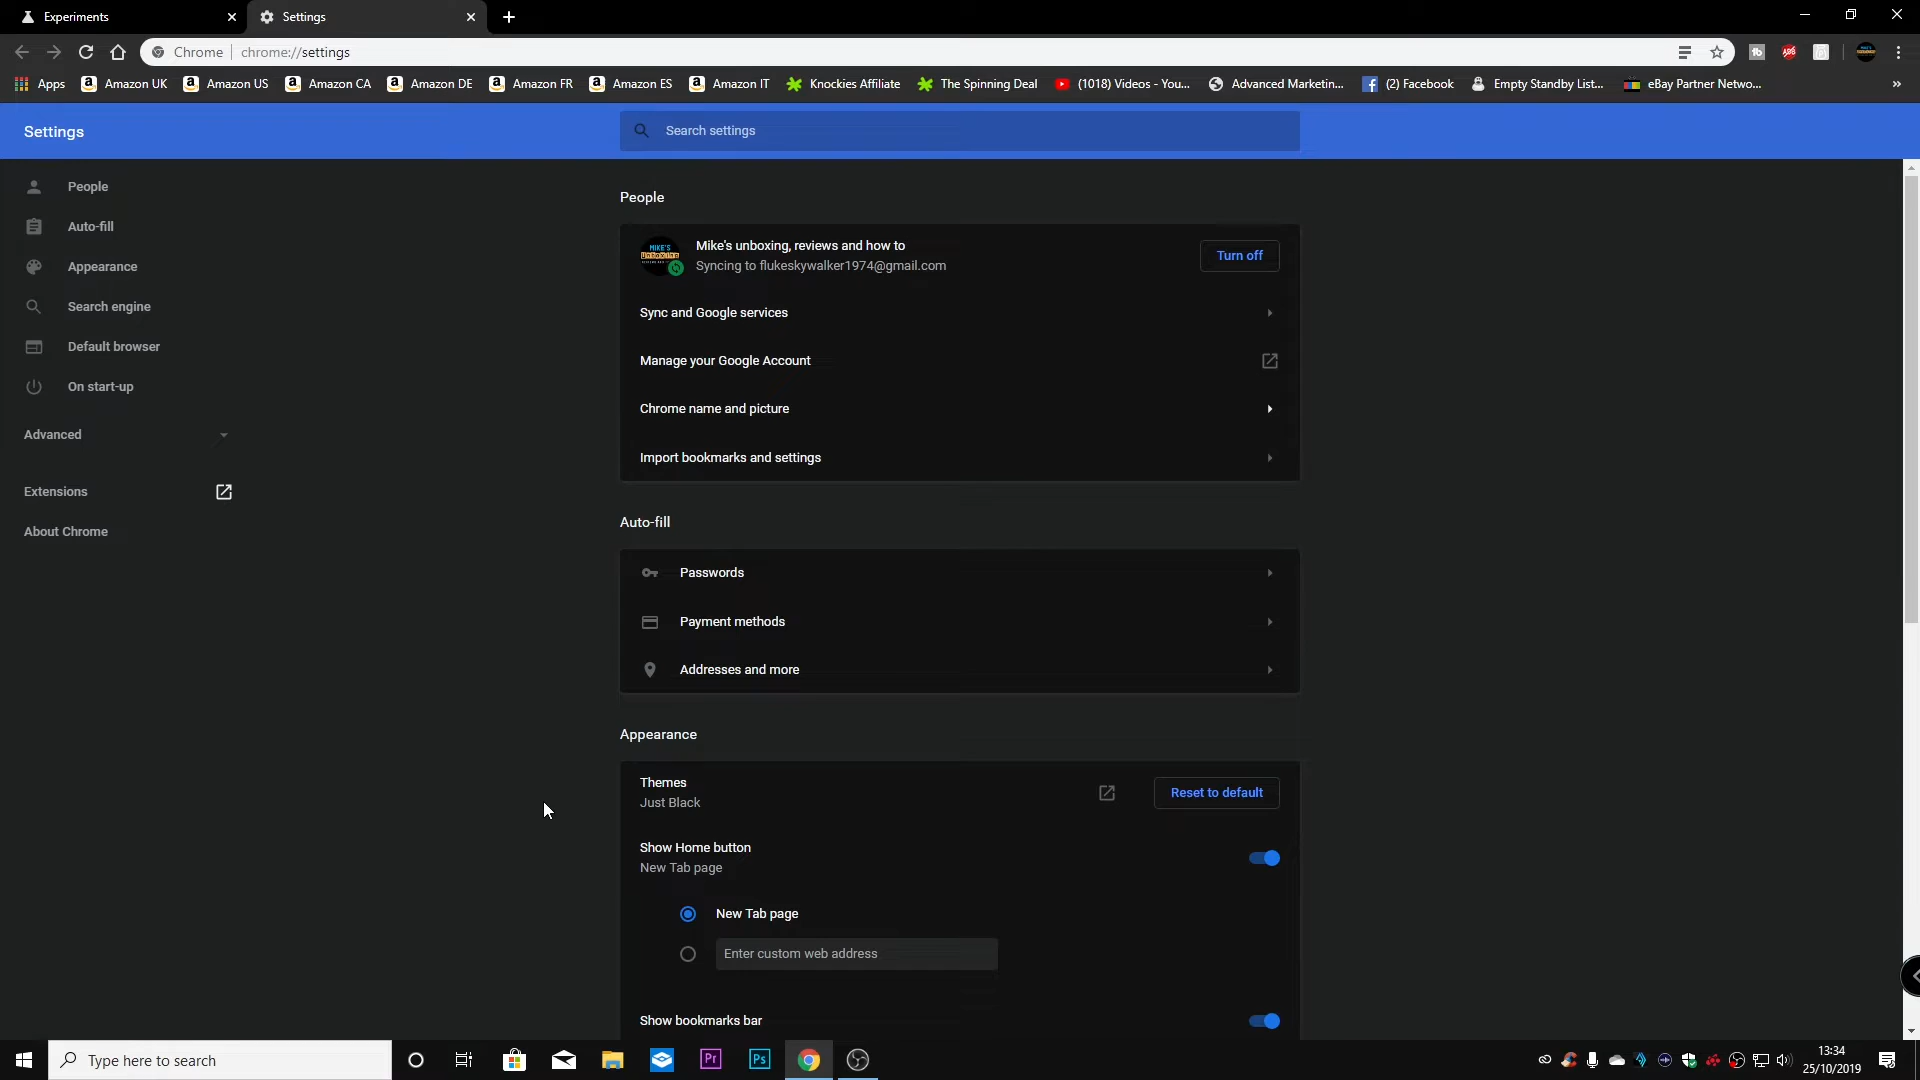 Experiments
Settings
Chrome
chrome://settings
Apps
Amazon UK
Amazon US
Amazon CA
Amazon DE
Amazon FR
Amazon ES
Amazon IT
Knockies Affiliate
The Spinning Deal
(1018) Videos - You...
Advanced Marketin...
(2) Facebook
Empty Standby List...
eBay Partner Netwo...
Settings
Search settings
People
Auto-fill
Appearance
Search engine
Default browser
On start-up
Advanced
Extensions
About Chrome
People
MIKE'S
Unboxing
Mike's unboxing, reviews and how to
Syncing to flukeskywalker1974@gmail.com
Turn off
Sync and Google services
Manage your Google Account
Chrome name and picture
Import bookmarks and settings
Auto-fill
Passwords
Payment methods
Addresses and more
Appearance
Themes
Just Black
Reset to default
Show Home button
New Tab page
New Tab page
Enter custom web address
Show bookmarks bar
Type here to search
Pr
Ps
13:34
25/10/2019